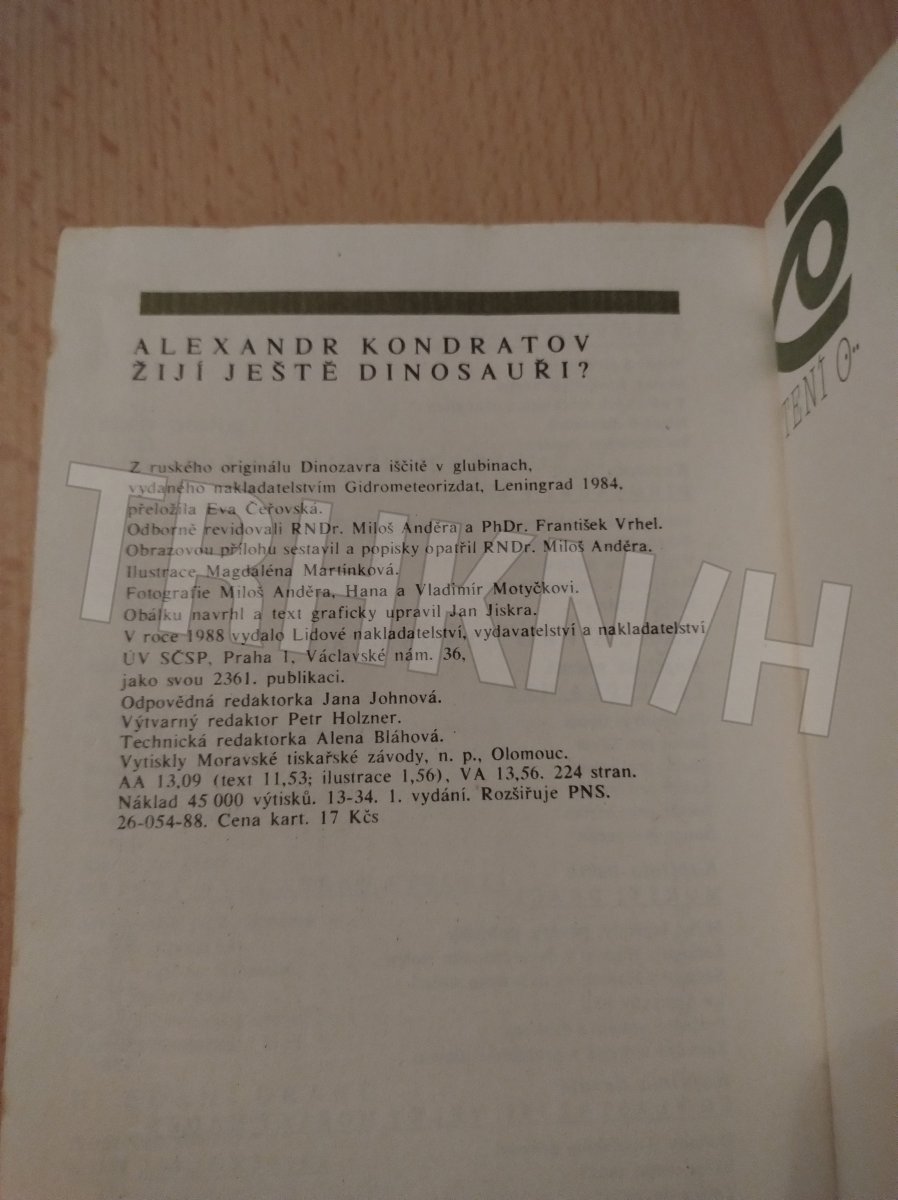 ALEXANDR KONDRATOV
ŽIJÍ JEŠTĚ DINOSAUŘI?
Z ruského originálu Dinozavra iščitě v glubinach,
vydaného nakladatelstvím Gidrometeorizdat, Leningrad 1984,
přeložila Eva Čeřovská.
Odborně revidovali RNDr. Miloš Anděra a PhDr. František Vrhel.
Obrazovou přílohu sestavil a popisky opatřil RNDr. Miloš Anděra.
Ilustrace Magdaléna Martínková.
Fotografie Miloš Anděra, Hana a Vladimír Motyčkovi.
Obálku navrhl a text graficky upravil Jan Jiskra.
V roce 1988 vydalo Lidové nakladatelství, vydavatelství a nakladatelství
ÚV SČSP, Praha 1, Václavské nám. 36,
jako svou 2361. publikaci.
Odpovědná redaktorka Jana Johnová.
Výtvarný redaktor Petr Holzner.
Technická redaktorka Alena Bláhová.
Vytiskly Moravské tiskařské závody, n. p., Olomouc.
AA 13,09 (text 11,53; ilustrace 1,56), VA 13,56. 224 stran.
Náklad 45 000 výtisků. 13-34. 1. vydání. Rozšiřuje PNS.
26-054-88. Cena kart. 17 Kčs
TENÍ O..